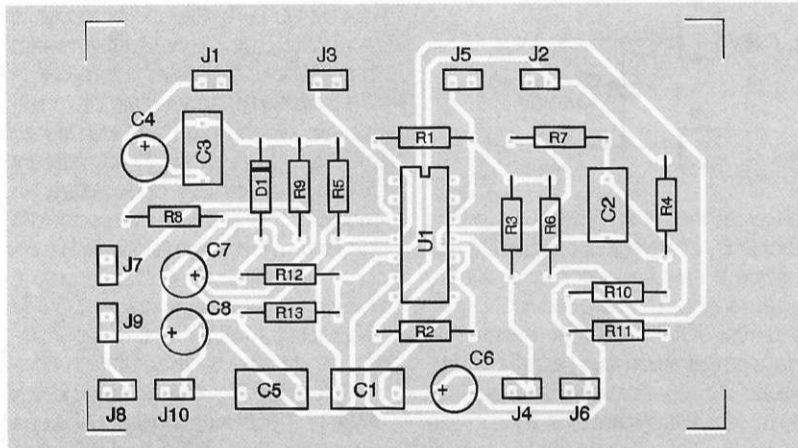 J1
J3
J5
J2
C4
+
C3
R1
R7
D1
R9
R5
U1
R3
R6
C2
R4
R8
C7
+
J7
R12
R10
C8
+
J9
R13
R2
R11
C6
+
C5
C1
J8
J10
J4
J6